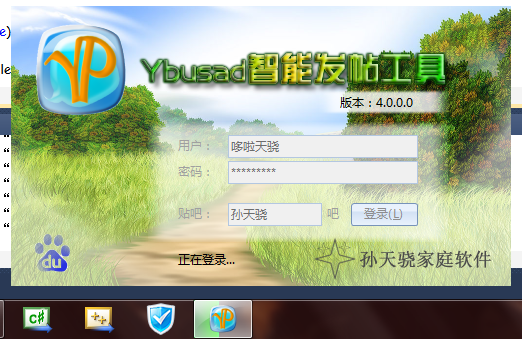 e)
le
YP
Ybusad智能发帖工具
版本：4.0.0.0
用户： 哆啦天骁
密码： *********
贴吧： 孙天骁 吧 登录(L)
正在登录...
du
孙天骁家庭软件
C#